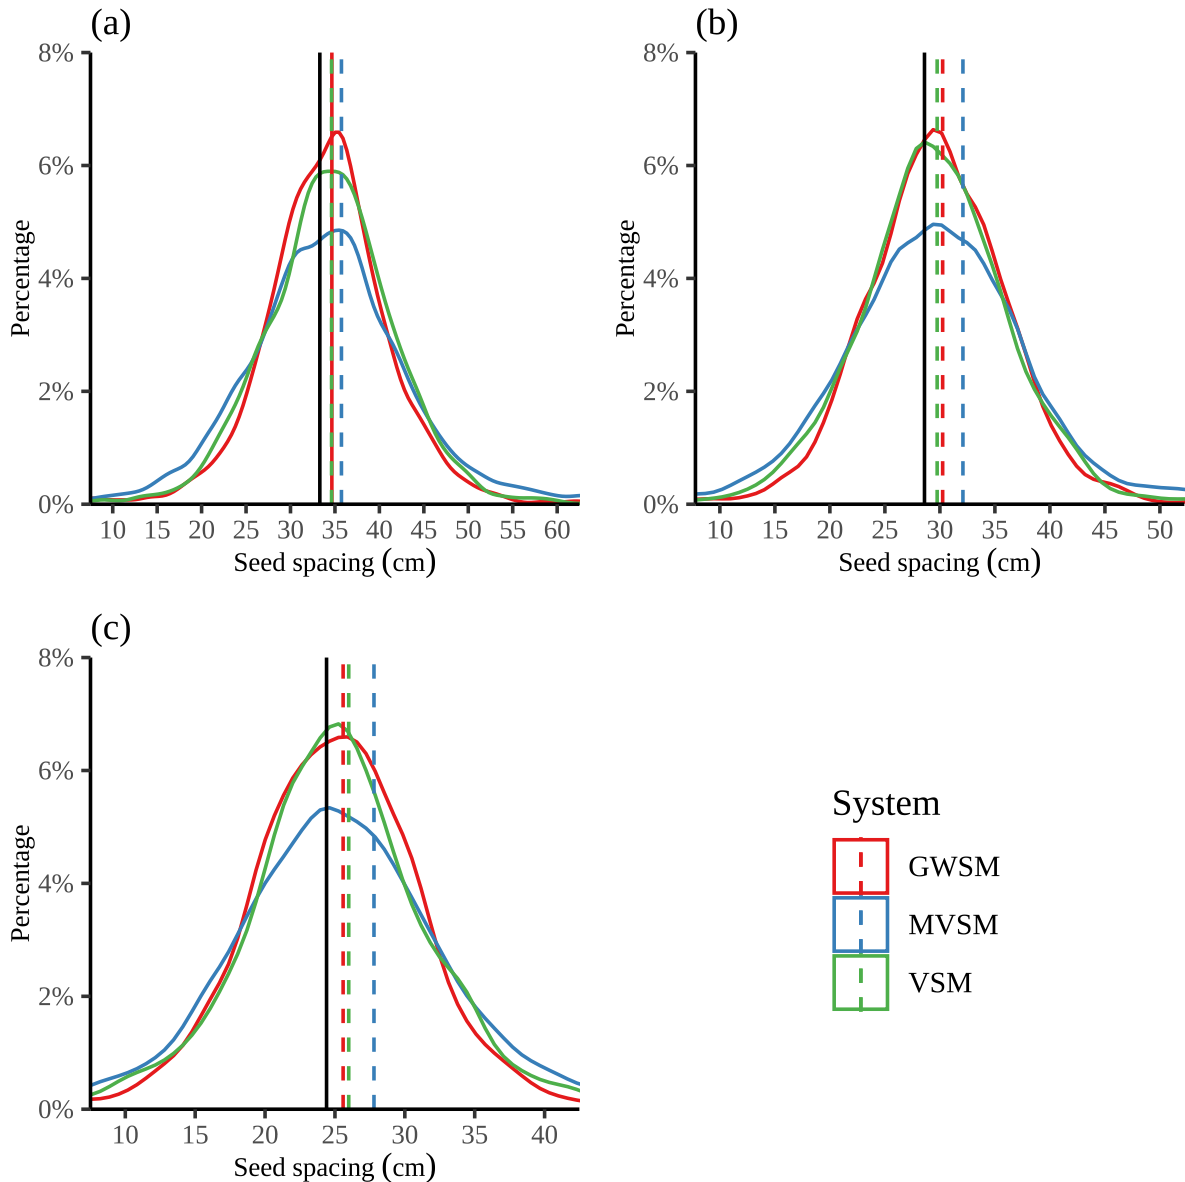 (a)
8%
6%
4%
2%
0%
Percentage
10 15 20 25 30 35 40 45 50 55 60
Seed spacing (cm)
(b)
8%
6%
4%
2%
0%
Percentage
10 15 20 25 30 35 40 45 50
Seed spacing (cm)
(c)
8%
6%
4%
2%
0%
Percentage
10 15 20 25 30 35 40
Seed spacing (cm)
System
GWSM
MVSM
VSM